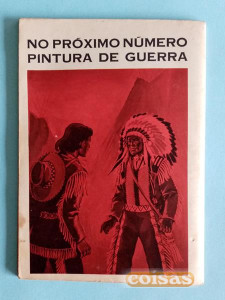 NO PRÓXIMO NÚMERO
PINTURA DE GUERRA
coisas